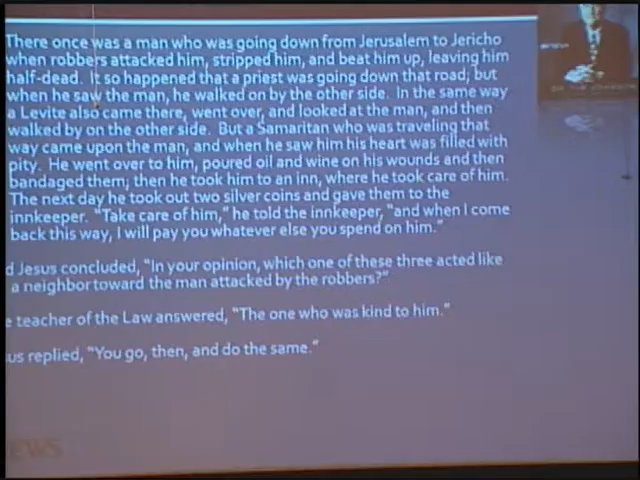 There once was a man who was going down from Jerusalem to Jericho
when robbers attacked him, stripped him, and beat him up, leaving him
half-dead. It so happened that a priest was going down that road; but
when he saw the man, he walked on by the other side. In the same way
a Levite also came there, went over, and looked at the man, and then
walked by on the other side. But a Samaritan who was traveling that
way came upon the man, and when he saw him his heart was filled with
pity. He went over to him, poured oil and wine on his wounds and then
bandaged them; then he took him to an inn, where he took care of him.
The next day he took out two silver coins and gave them to the
innkeeper. "Take care of him," he told the innkeeper, "and when I come
back this way, I will pay you whatever else you spend on him."
d Jesus concluded, "In your opinion, which one of these three acted like
a neighbor toward the man attacked by the robbers?"
e teacher of the Law answered, "The one who was kind to him."
us replied, "You go, then, and do the same."
EWS